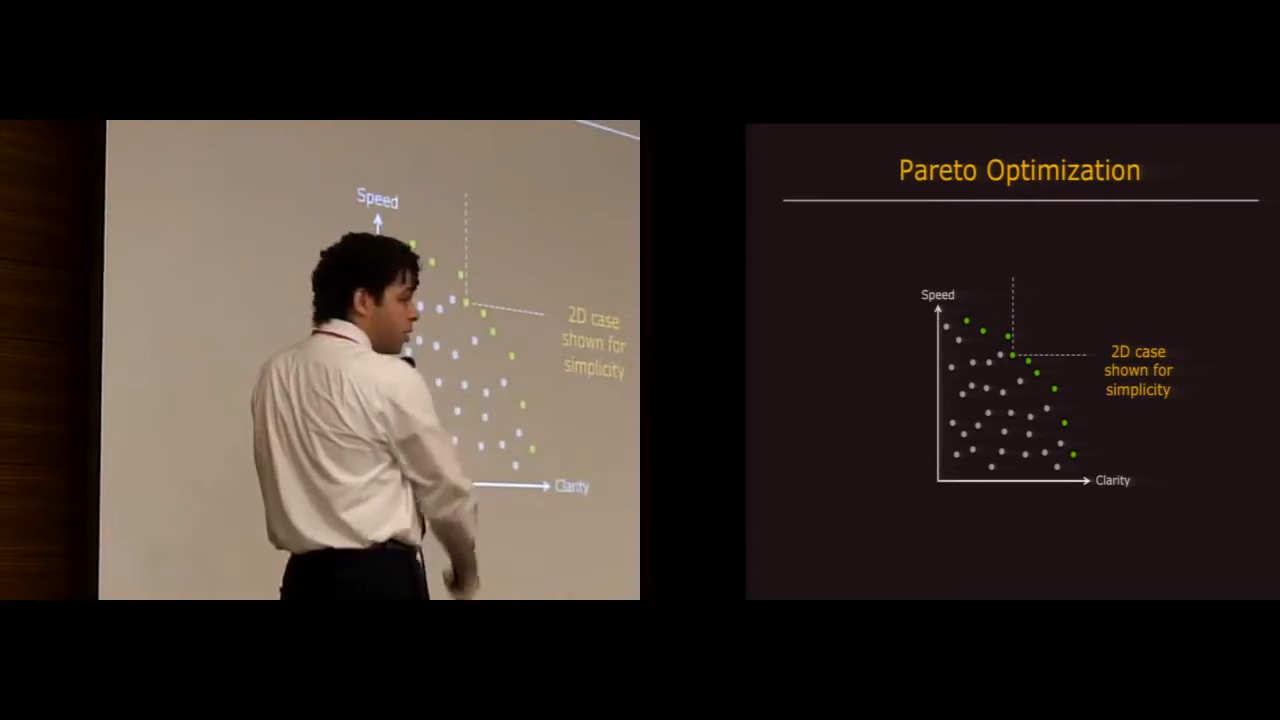 Speed
2D case
shown for
simplicity
Clarity
Pareto Optimization
Speed
2D case
shown for
simplicity
Clarity